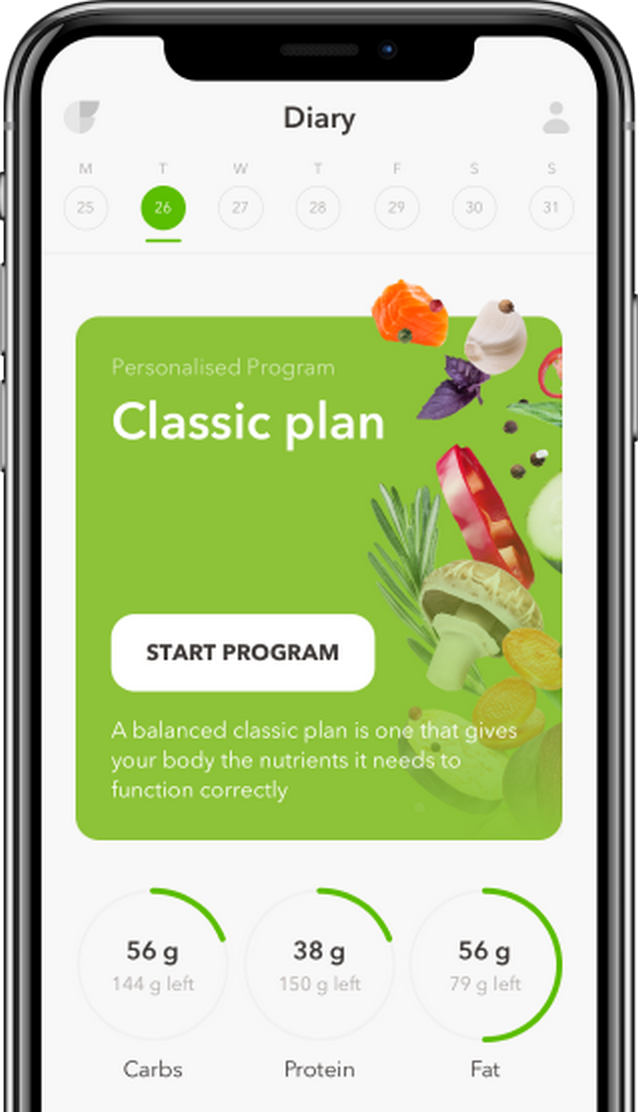 Diary
M T W T F S S
25 26 27 28 29 30 31
Personalised Program
Classic plan
START PROGRAM
A balanced classic plan is one that gives
your body the nutrients it needs to
function correctly
56 g 38 g 56 g
144 g left 150 g left 79 g left
Carbs Protein Fat